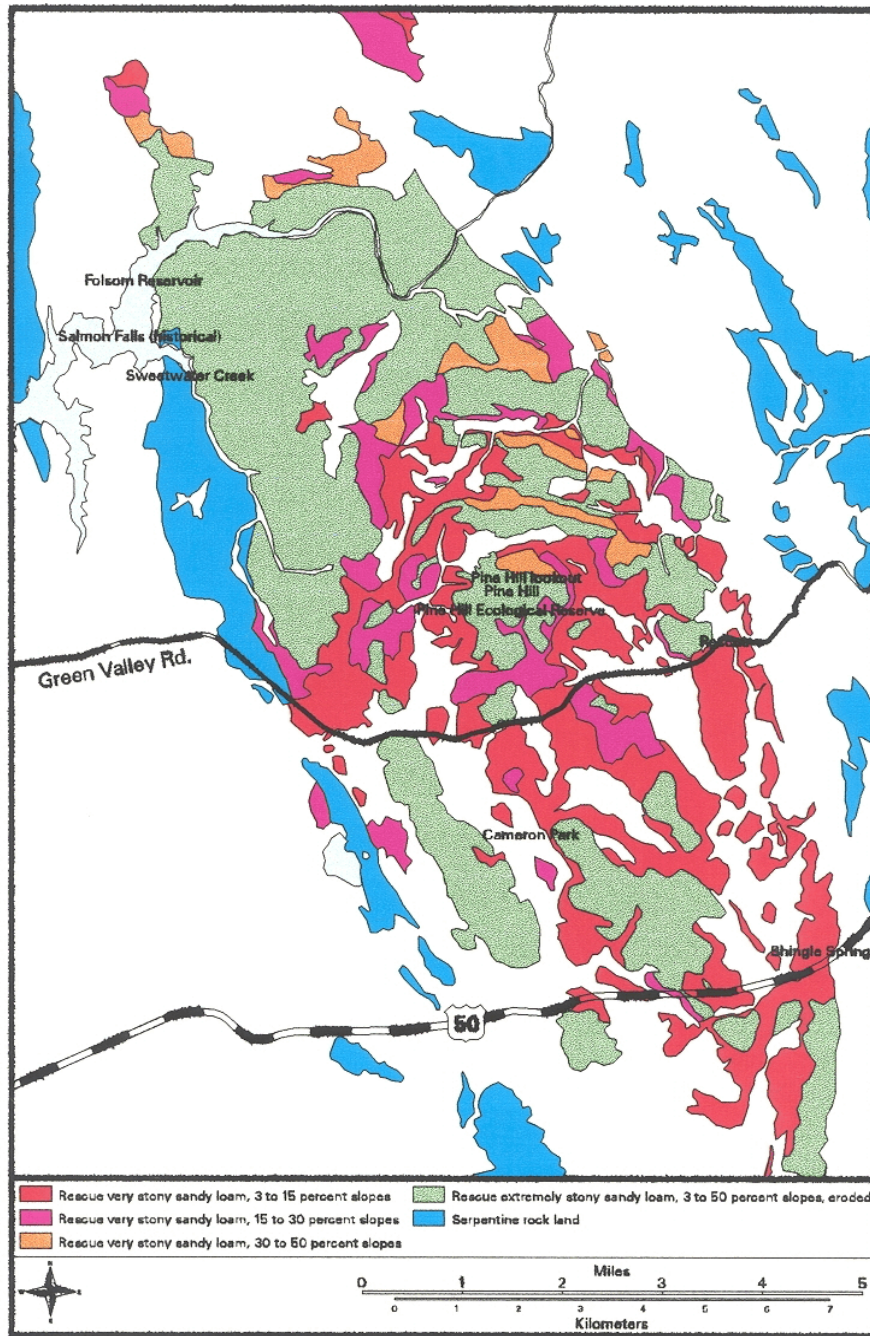 Folsom Reservoir
Salmon Falls (historical)
Sweetwater Creek
Pine Hill lookout
Pine Hill
Pine Hill Ecological Reserve
Green Valley Rd.
Cameron Park
Shingle Spring
50
Rescue very stony sandy loam, 3 to 15 percent slopes
Rescue very stony sandy loam, 15 to 30 percent slopes
Rescue very stony sandy loam, 30 to 50 percent slopes
Rescue extremely stony sandy loam, 3 to 50 percent slopes, eroded
Serpentine rock land
N
W E
S
Miles
0 1 2 3 4 5
0 1 2 3 4 5 6 7
Kilometers